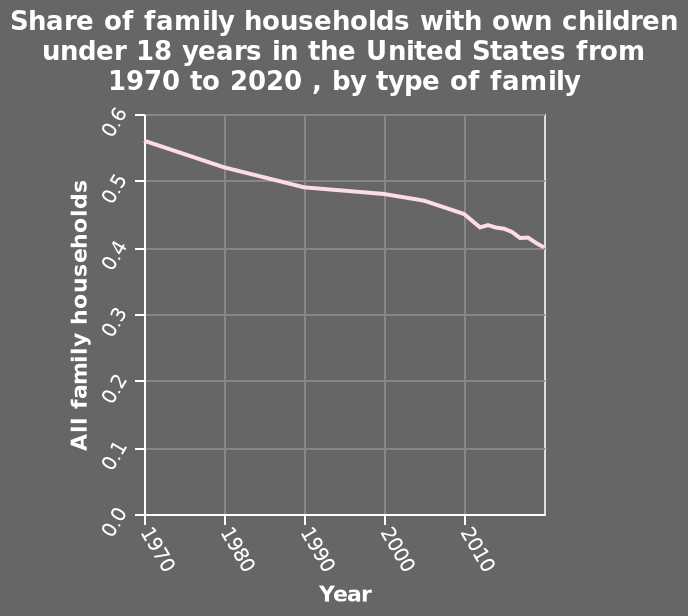 Share of family households with own children
under 18 years in the United States from
1970 to 2020 , by type of family
All family households
0.6
0.5
0.4
0.3
0.2
0.1
0.0
1970
1980
1990
2000
2010
Year